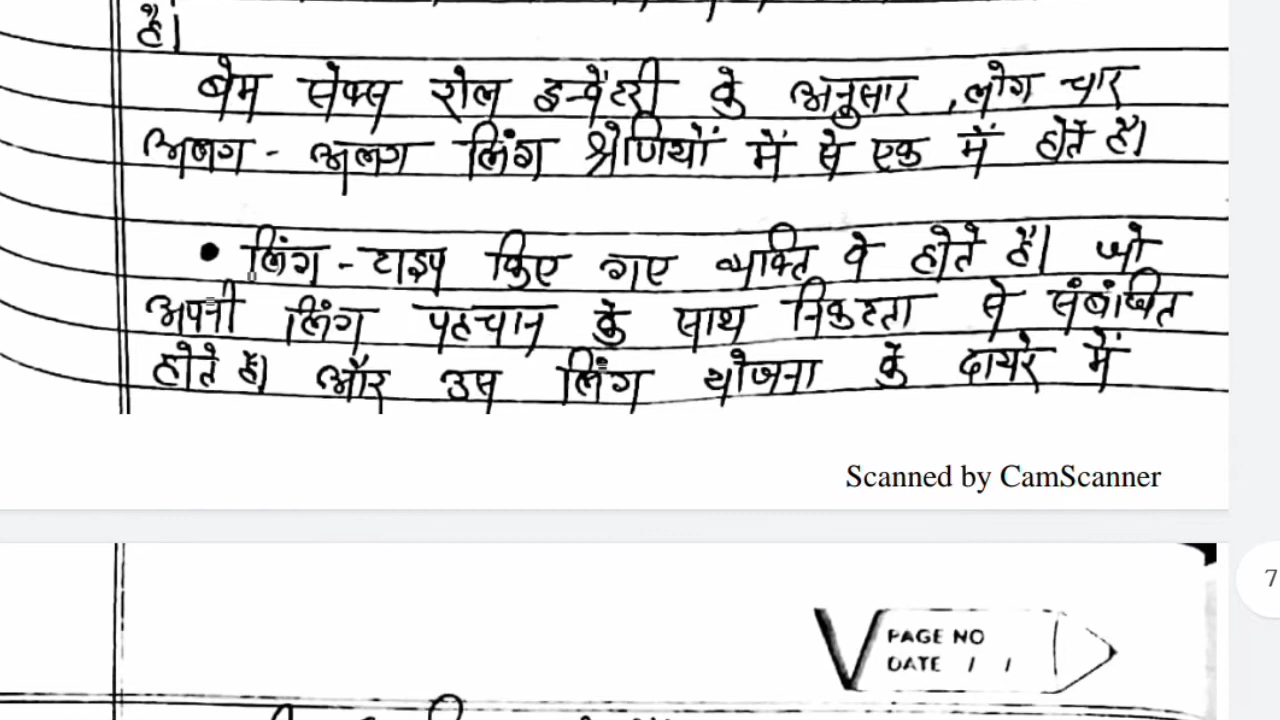 है।
बेम सेक्स रोल इन्वेंटरी के अनुसार, लोग चार
अलग - अलग लिंग श्रेणियों में से एक में होते है।
• लिंग - टाइप किए गए व्यक्ति वे होते है। जो
अपनी लिंग पहचान के साथ निकटता से संबंधित
होते है। और उस लिंग योजना के दायरे में
Scanned by CamScanner
7
PAGE NO
DATE / /